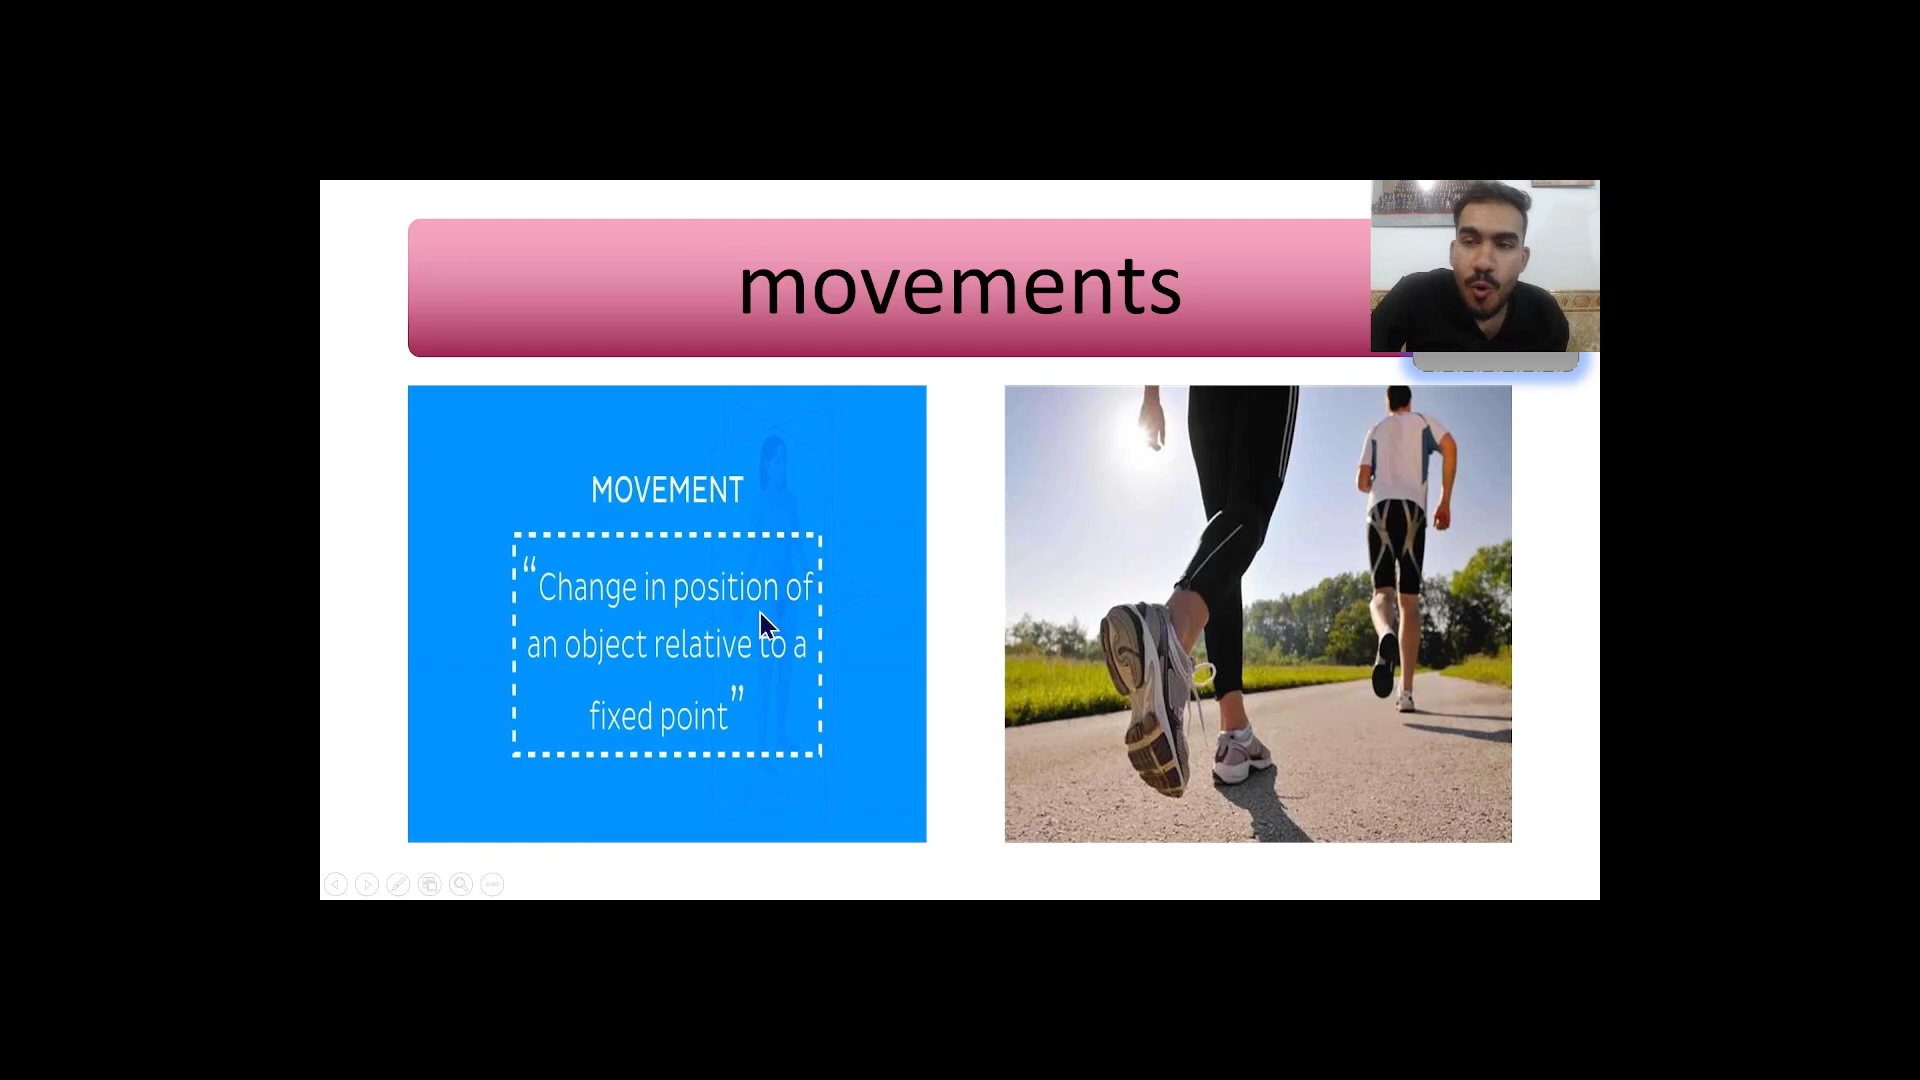 movements
MOVEMENT
“Change in position of
an object relative to a
fixed point”